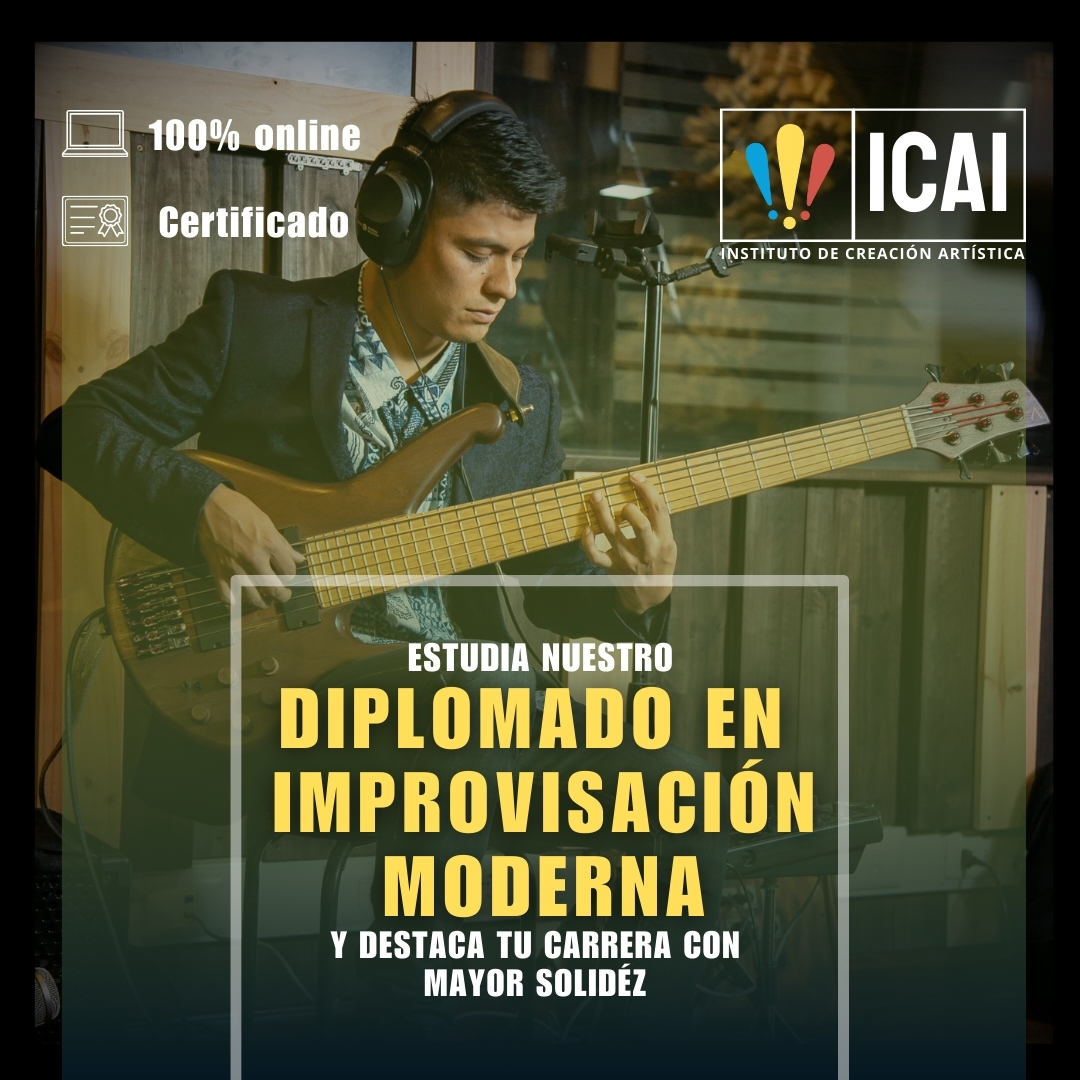 100% online
Certificado
ICAI
INSTITUTO DE CREACIÓN ARTÍSTICA
ESTUDIA NUESTRO
DIPLOMADO EN
IMPROVISACIÓN
MODERNA
Y DESTACA TU CARRERA CON
MAYOR SOLIDÉZ